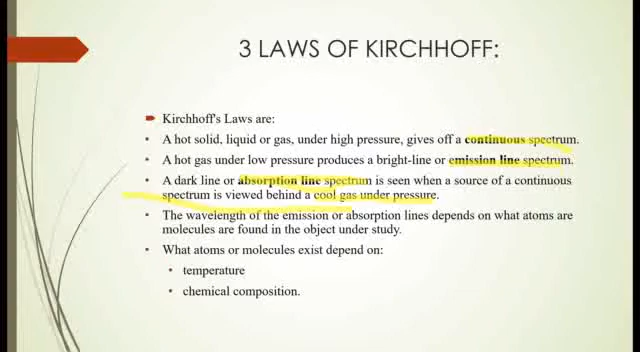 3 LAWS OF KIRCHHOFF:
Kirchhoff's Laws are:
• A hot solid, liquid or gas, under high pressure, gives off a continuous spectrum.
• A hot gas under low pressure produces a bright-line or emission line spectrum.
• A dark line or absorption line spectrum is seen when a source of a continuous
spectrum is viewed behind a cool gas under pressure.
• The wavelength of the emission or absorption lines depends on what atoms are
molecules are found in the object under study.
• What atoms or molecules exist depend on:
• temperature
• chemical composition.